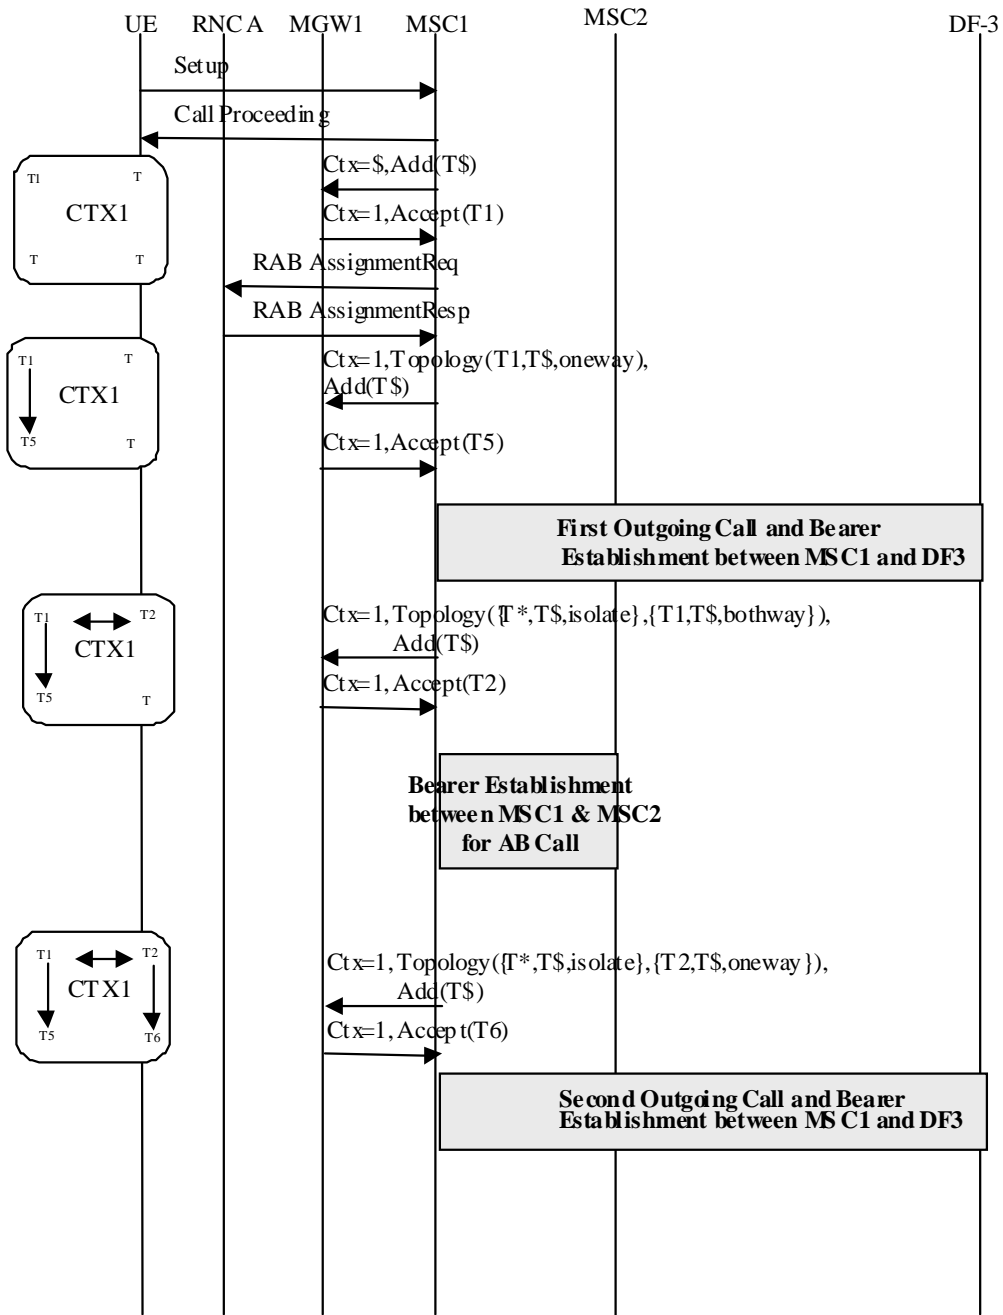 UE RNC A MGW1 MSC1 MSC2 DF-3
Setup
Call Proceeding
Ctx=$,Add(T$)
T1 T
CTX1
T T
Ctx=1,Accept(T1)
RAB AssignmentReq
RAB AssignmentResp
T1 T
CTX1
T5 T
Ctx=1,Topology(T1,T$,oneway),
Add(T$)
Ctx=1,Accept(T5)
First Outgoing Call and Bearer
Establishment between MSC1 and DF3
T1 T2
CTX1
T5 T
Ctx=1,Topology({T*,T$,isolate},{T1,T$,bothway}),
Add(T$)
Ctx=1,Accept(T2)
Bearer Establishment
between MSC1 & MSC2
for AB Call
T1 T2
CTX1
T5 T6
Ctx=1,Topology({T*,T$,isolate},{T2,T$,oneway}),
Add(T$)
Ctx=1,Accept(T6)
Second Outgoing Call and Bearer
Establishment between MSC1 and DF3